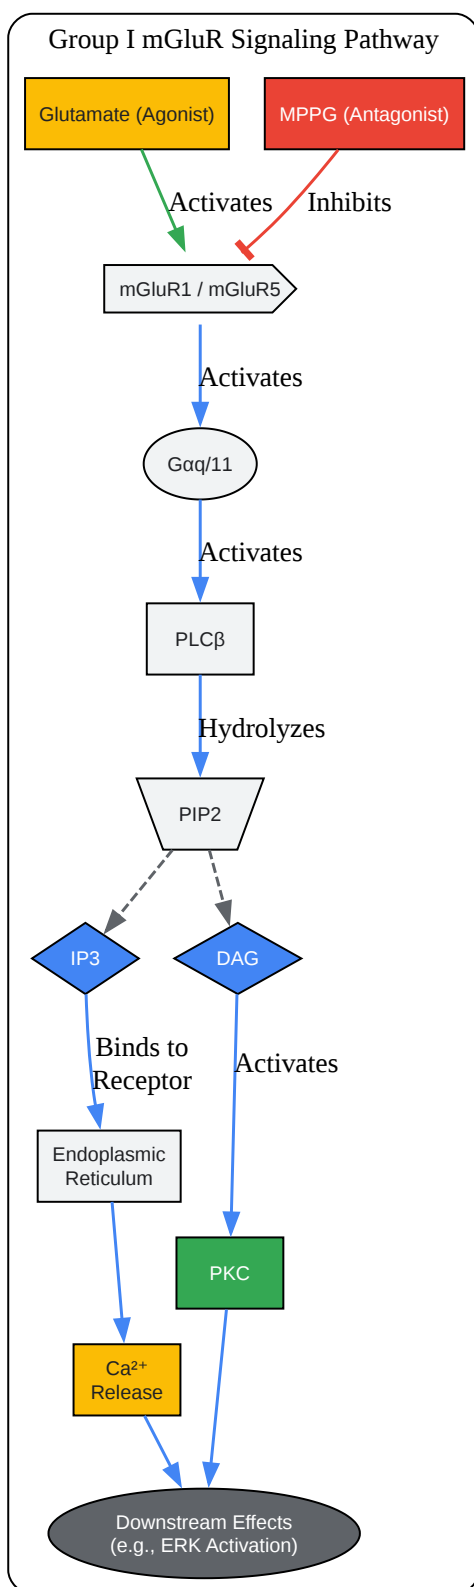 Group I mGluR Signaling Pathway
Glutamate (Agonist)
MPPG (Antagonist)
Activates
Inhibits
mGluR1 / mGluR5
Activates
Gαq/11
Activates
PLCβ
Hydrolyzes
PIP2
IP3
DAG
Binds to
Receptor
Activates
Endoplasmic
Reticulum
PKC
Ca²⁺
Release
Downstream Effects
(e.g., ERK Activation)